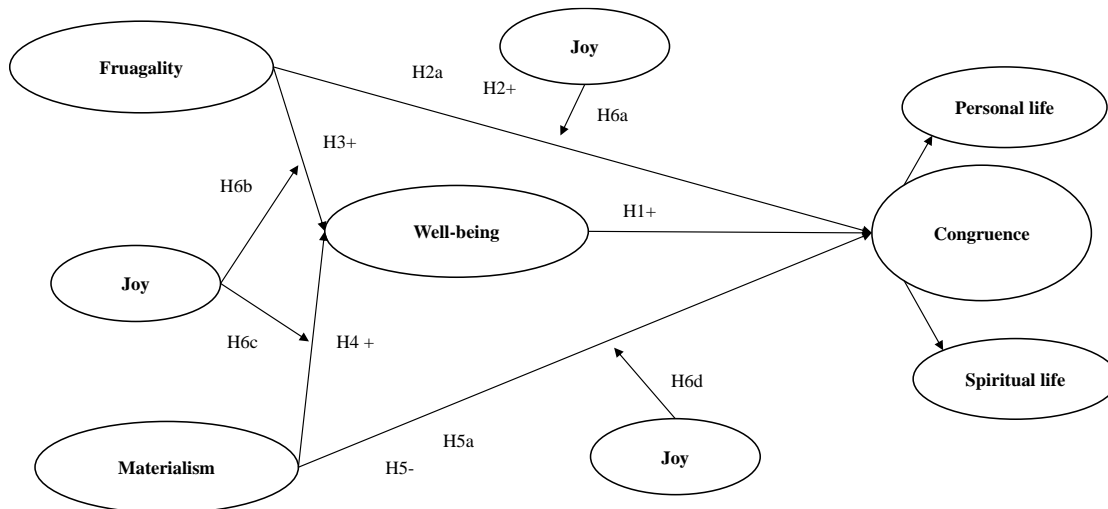 Joy
Fruagality
H2a
H2+
Personal life
H6a
H3+
H6b
H1+
Well-being
Congruence
Joy
H6c
H4 +
H6d
Spiritual life
H5a
Materialism
H5-
Joy